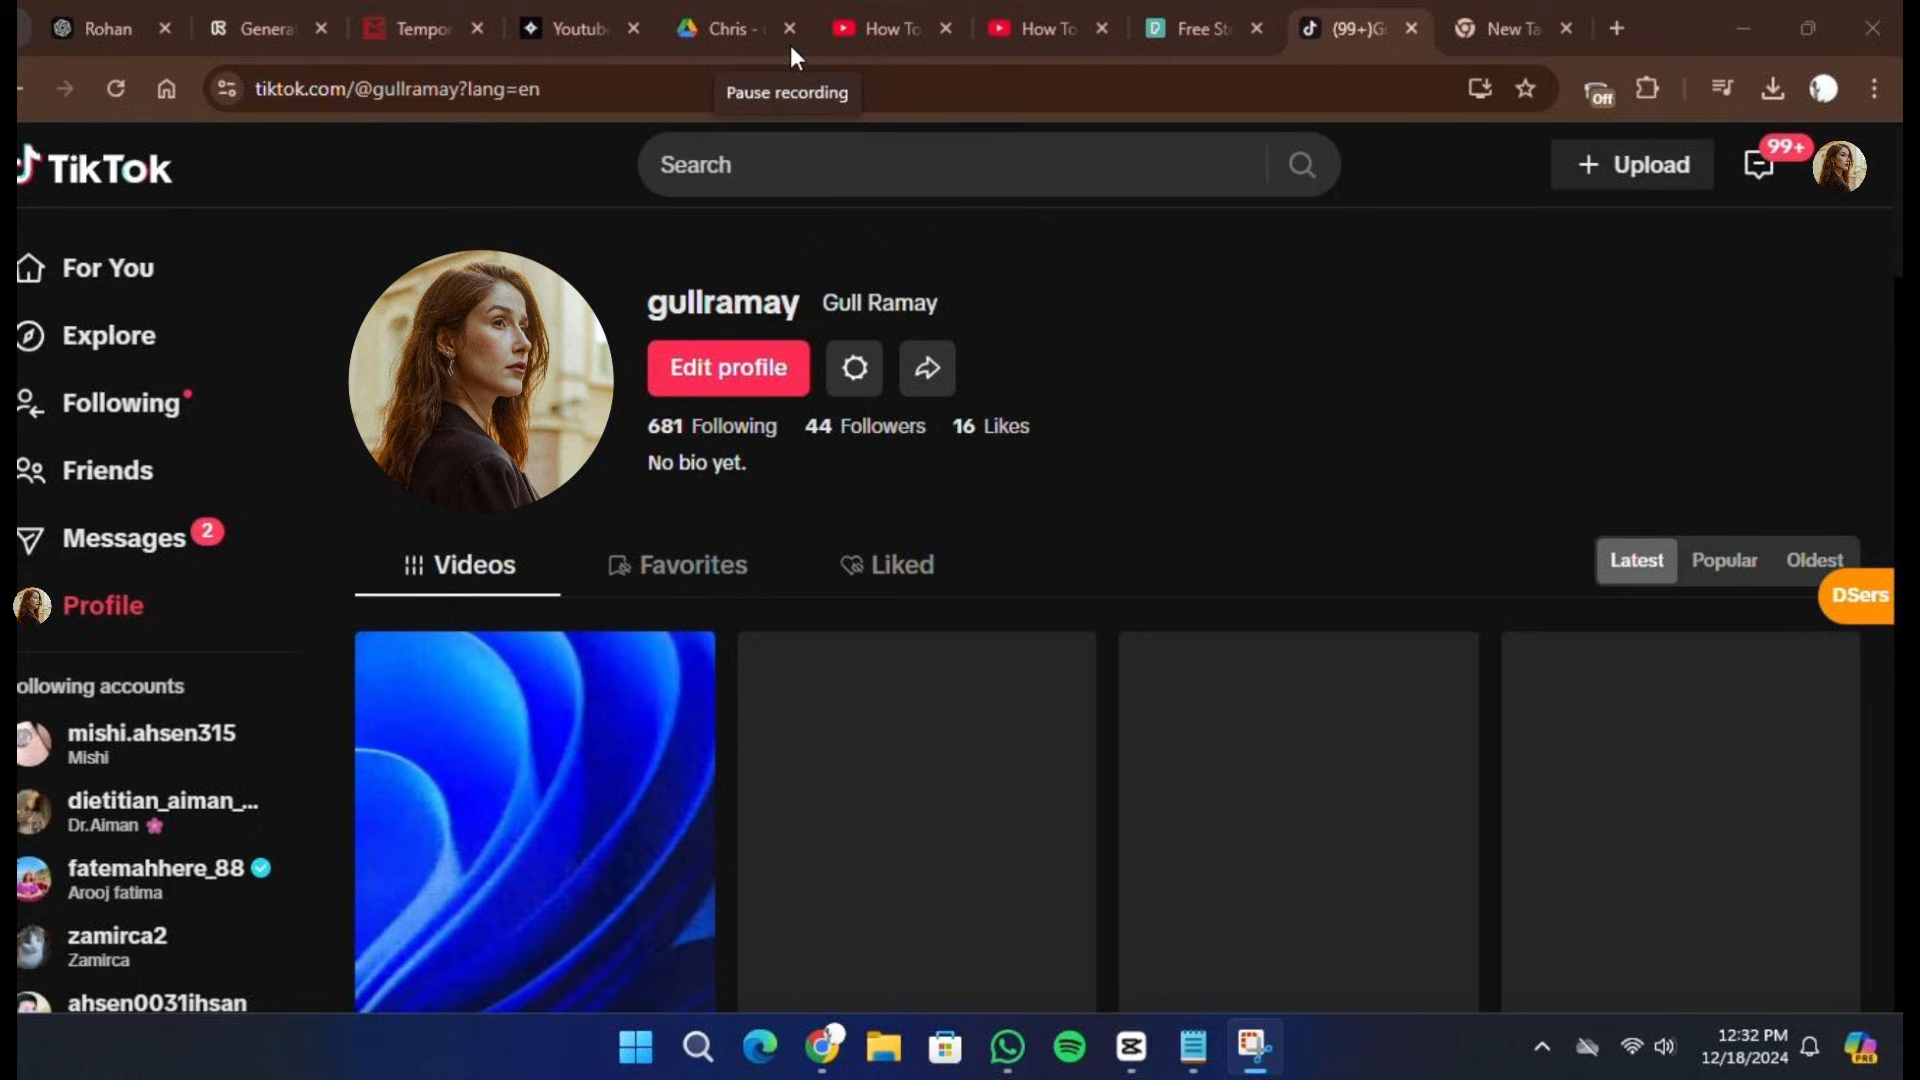 Rohan
Genera
Tempor
Youtub
Chris -
How To
How To
Free St
(99+)G
New Ta
tiktok.com/@gullramay?lang=en
Pause recording
Off
TikTok
Search
Upload
99+
For You
Explore
Following
Friends
Messages 2
Profile
ollowing accounts
mishi.ahsen315
Mishi
dietitian_aiman_...
Dr.Aiman
fatemahhere_88
Arooj fatima
zamirca2
Zamirca
ahsen0031ihsan
gullramay Gull Ramay
Edit profile
681 Following 44 Followers 16 Likes
No bio yet.
Videos Favorites Liked
Latest Popular Oldest
DSers
12:32 PM
12/18/2024
PRE